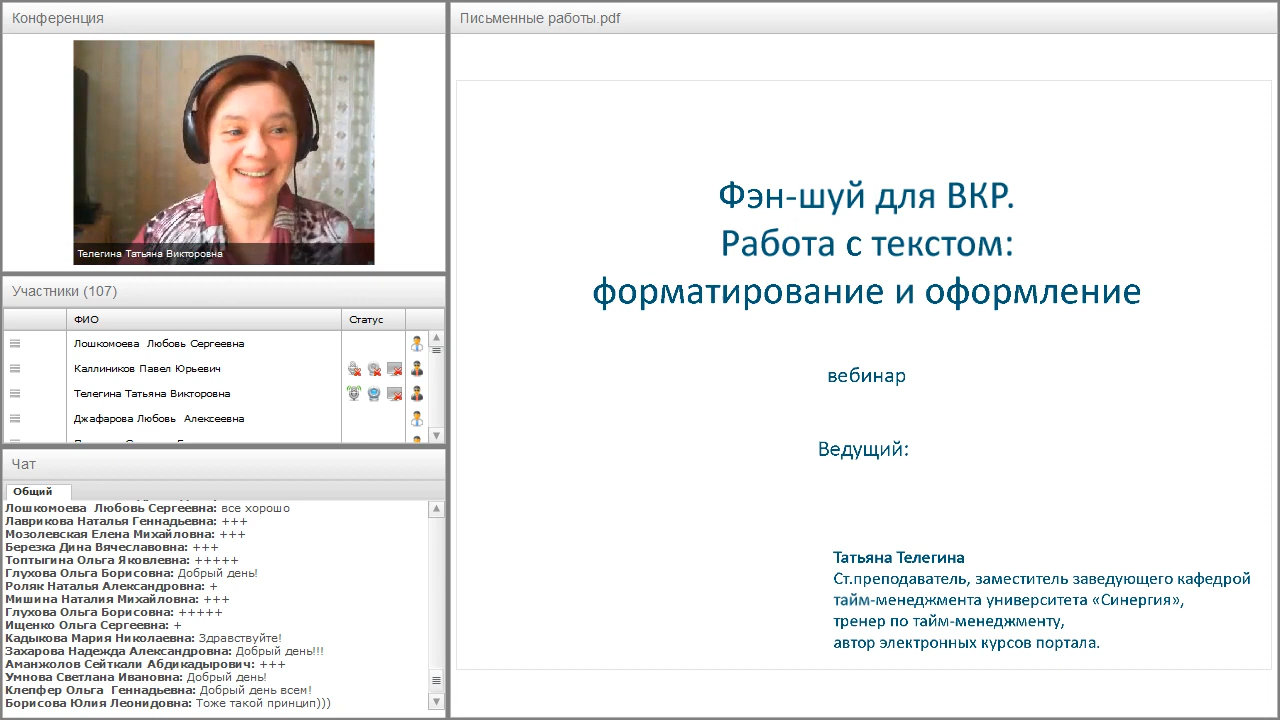 Конференция
Телегина Татьяна Викторовна
Участники (107)
ФИО
Статус
Лошкомоева Любовь Сергеевна
Каллиников Павел Юрьевич
Телегина Татьяна Викторовна
Джафарова Любовь Алексеевна
Чат
Общий
Лошкомоева Любовь Сергеевна: все хорошо
Лаврикова Наталья Геннадьевна: +++
Мозолевская Елена Михайловна: +++
Березка Дина Вячеславовна: +++
Топтыгина Ольга Яковлевна: +++++
Глухова Ольга Борисовна: Добрый день!
Роляк Наталья Александровна: +
Мишина Наталия Михайловна: +++
Глухова Ольга Борисовна: +++++
Ищенко Ольга Сергеевна: +
Кадыкова Мария Николаевна: Здравствуйте!
Захарова Надежда Александровна: Добрый день!!!
Аманжолов Сейткали Абдикадырович: +++
Умнова Светлана Ивановна: Добрый день!
Клепфер Ольга Геннадьевна: Добрый день всем!
Борисова Юлия Леонидовна: Тоже такой принцип)))
Письменные работы.pdf
Фэн-шуй для ВКР.
Работа с текстом:
форматирование и оформление
вебинар
Ведущий:
Татьяна Телегина
Ст.преподаватель, заместитель заведующего кафедрой
тайм-менеджмента университета «Синергия»,
тренер по тайм-менеджменту,
автор электронных курсов портала.